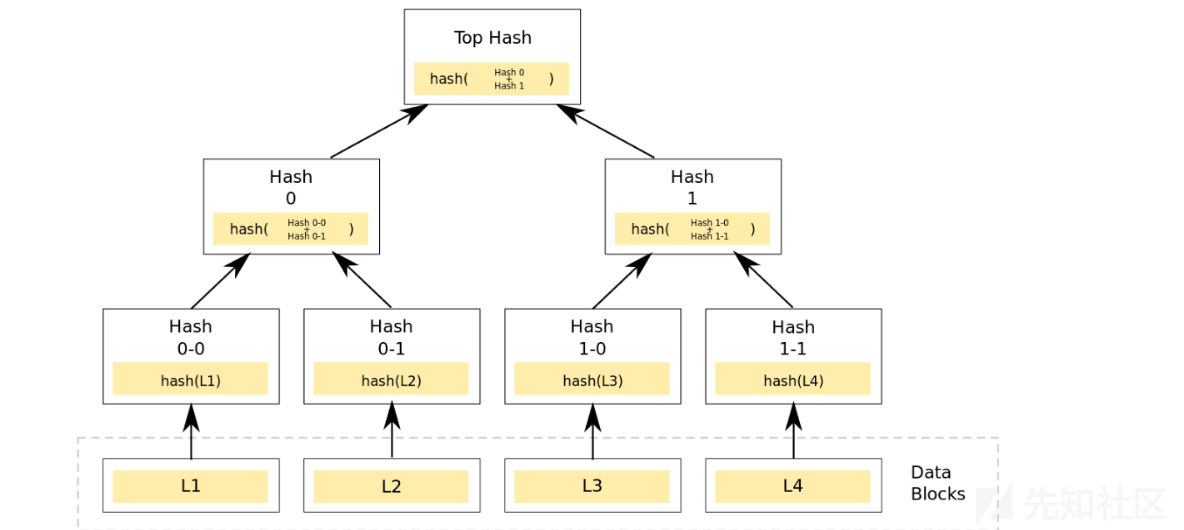 Top Hash
hash( Hash 0 + Hash 1 )
Hash
0
hash( Hash 0-0 + Hash 0-1 )
Hash
1
hash( Hash 1-0 + Hash 1-1 )
Hash
0-0
hash(L1)
Hash
0-1
hash(L2)
Hash
1-0
hash(L3)
Hash
1-1
hash(L4)
L1
L2
L3
L4
Data
Blocks
先知社区